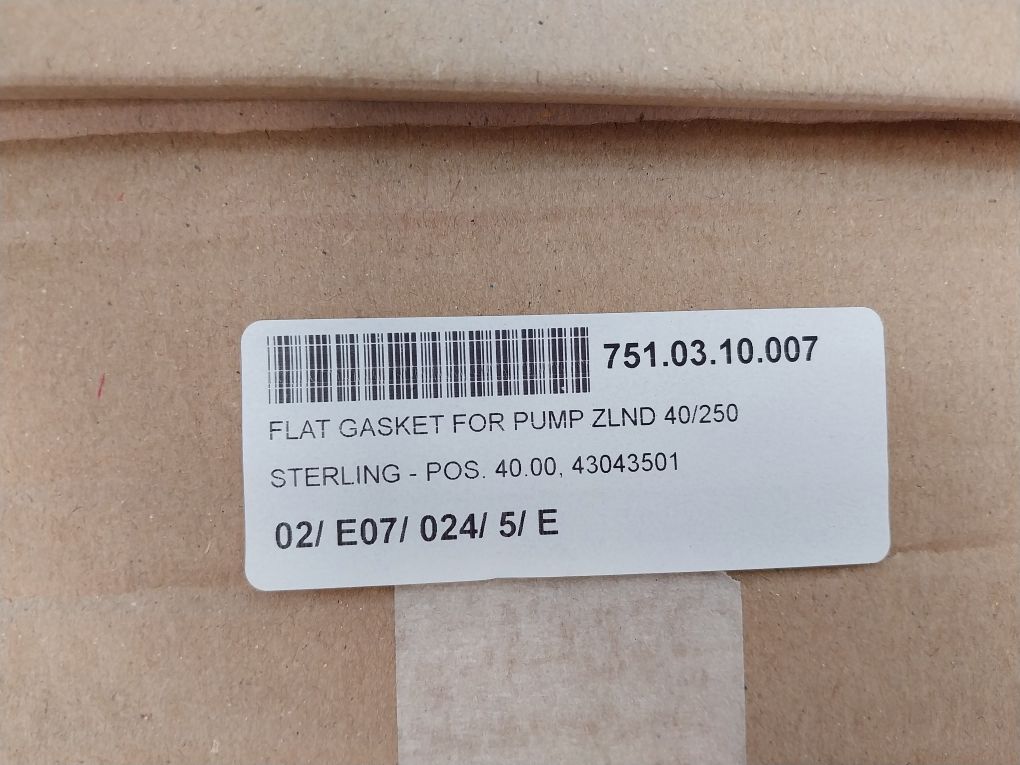 751.03.10.007
FLAT GASKET FOR PUMP ZLND 40/250
STERLING - POS. 40.00, 43043501
02/ E07/ 024/ 5/ E